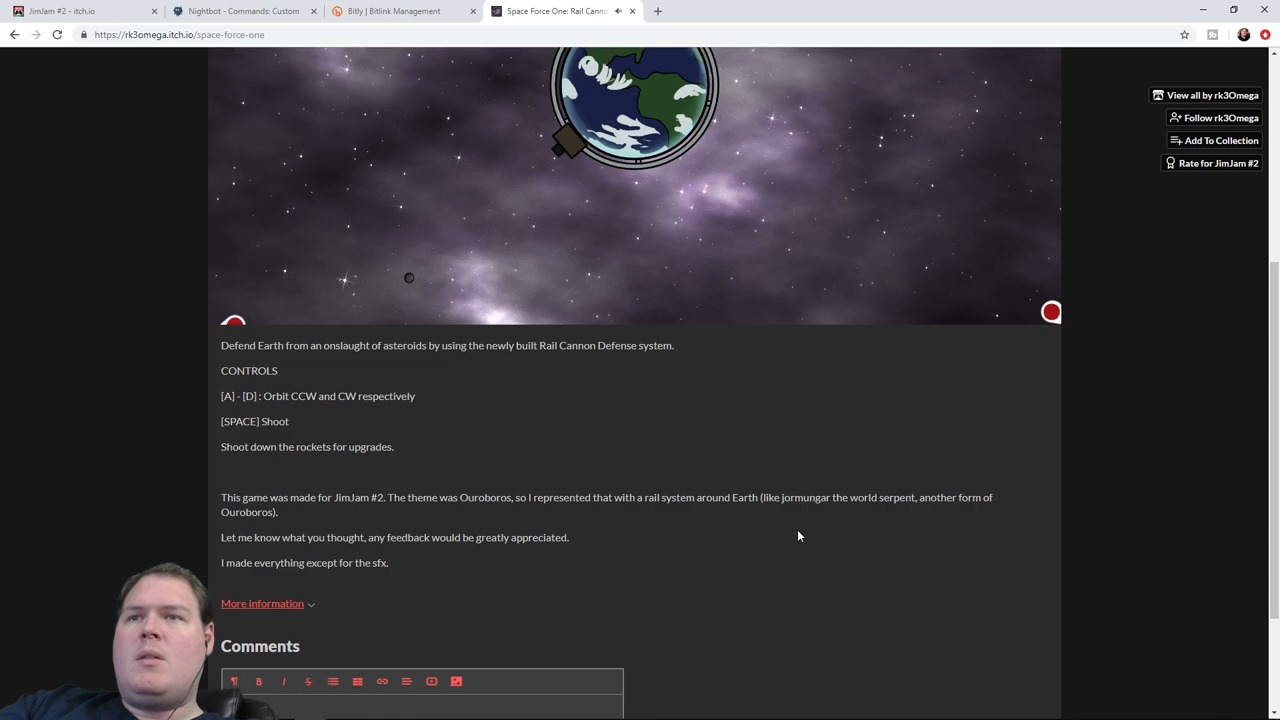 JimJam #2 - itch.io
Nightbot - Commands: Custom
Bitly | Bitlink Management
Space Force One: Rail Canno
https://rk3omega.itch.io/space-force-one
View all by rk3Omega
Follow rk3Omega
Add To Collection
Rate for JimJam #2
Defend Earth from an onslaught of asteroids by using the newly built Rail Cannon Defense system.
CONTROLS
[A] - [D] : Orbit CCW and CW respectively
[SPACE] Shoot
Shoot down the rockets for upgrades.
This game was made for JimJam #2. The theme was Ouroboros, so I represented that with a rail system around Earth (like jormungar the world serpent, another form of
Ouroboros).
Let me know what you thought, any feedback would be greatly appreciated.
I made everything except for the sfx.
More information
Comments